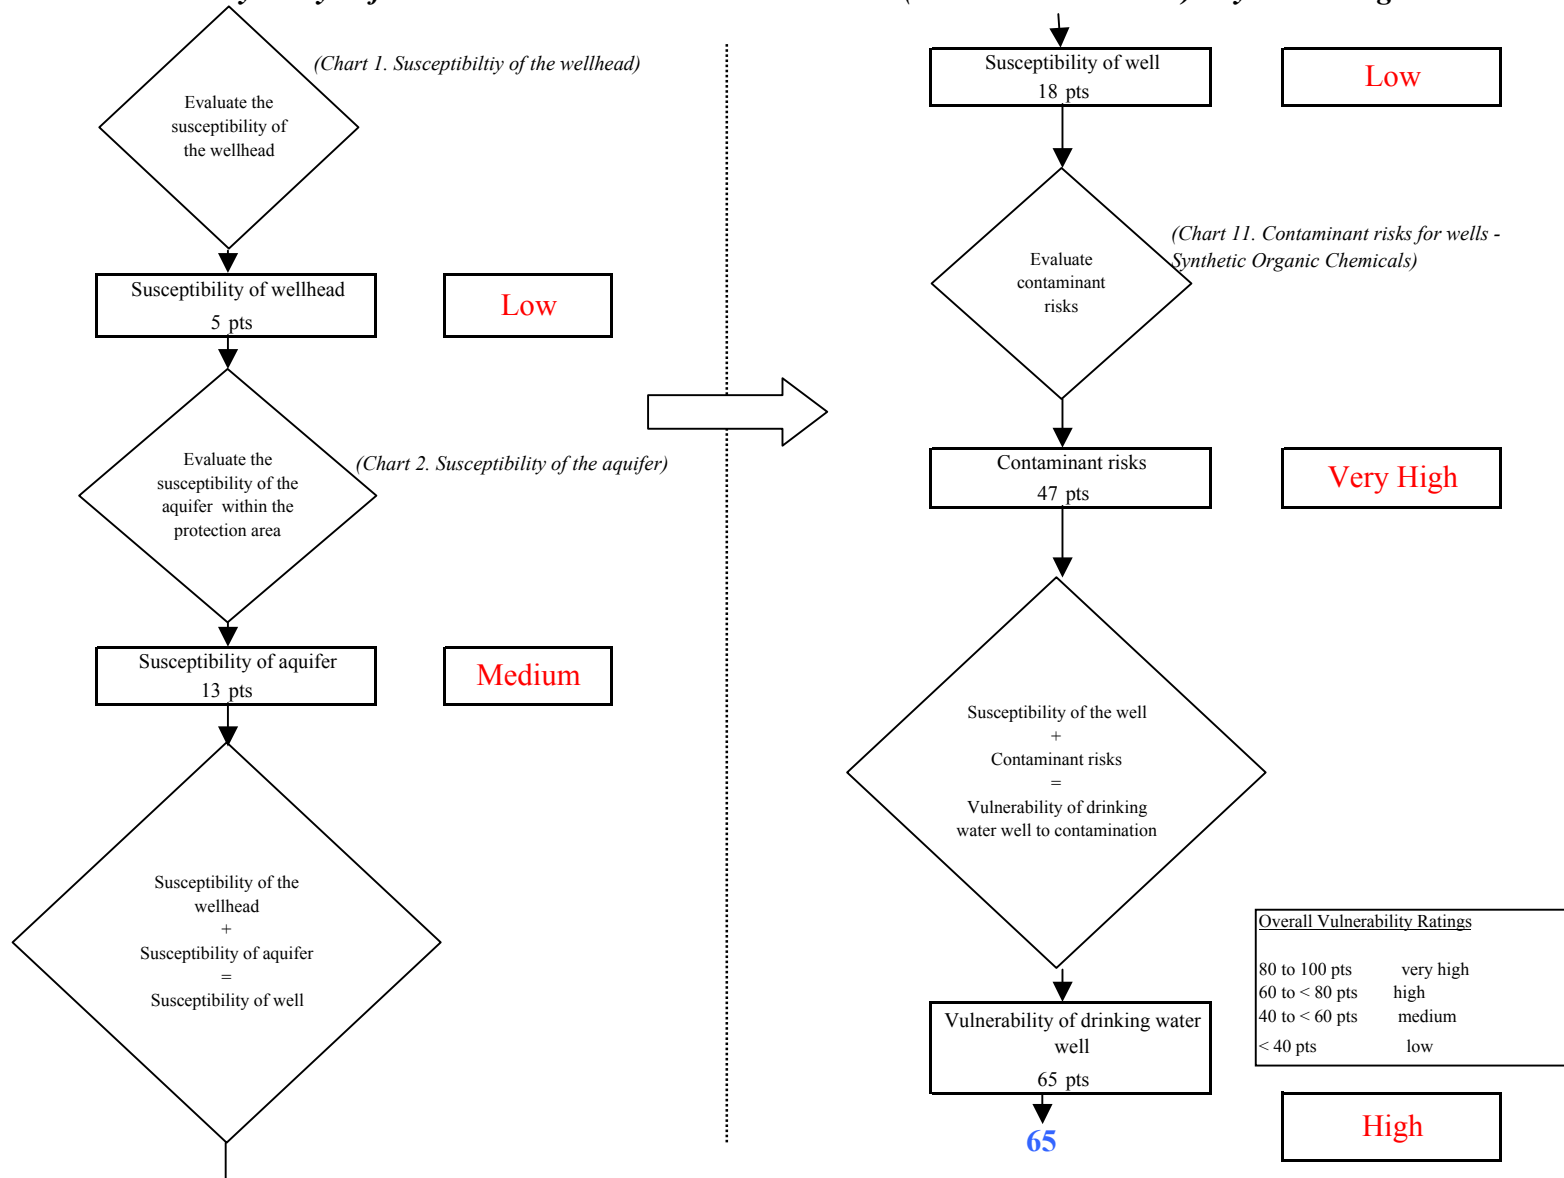 (Chart 1. Susceptibiltiy of the wellhead)
Evaluate the
susceptibility of
the wellhead
Susceptibility of wellhead
5 pts
Low
Evaluate the
susceptibility of the
aquifer within the
protection area
(Chart 2. Susceptibility of the aquifer)
Susceptibility of aquifer
13 pts
Medium
Susceptibility of the
wellhead
+
Susceptibility of aquifer
=
Susceptibility of well
Susceptibility of well
18 pts
Low
(Chart 11. Contaminant risks for wells -
Synthetic Organic Chemicals)
Evaluate
contaminant
risks
Contaminant risks
47 pts
Very High
Susceptibility of the well
+
Contaminant risks
=
Vulnerability of drinking
water well to contamination
Overall Vulnerability Ratings
80 to 100 pts very high
60 to < 80 pts high
40 to < 60 pts medium
< 40 pts low
Vulnerability of drinking water
well
65 pts
65
High